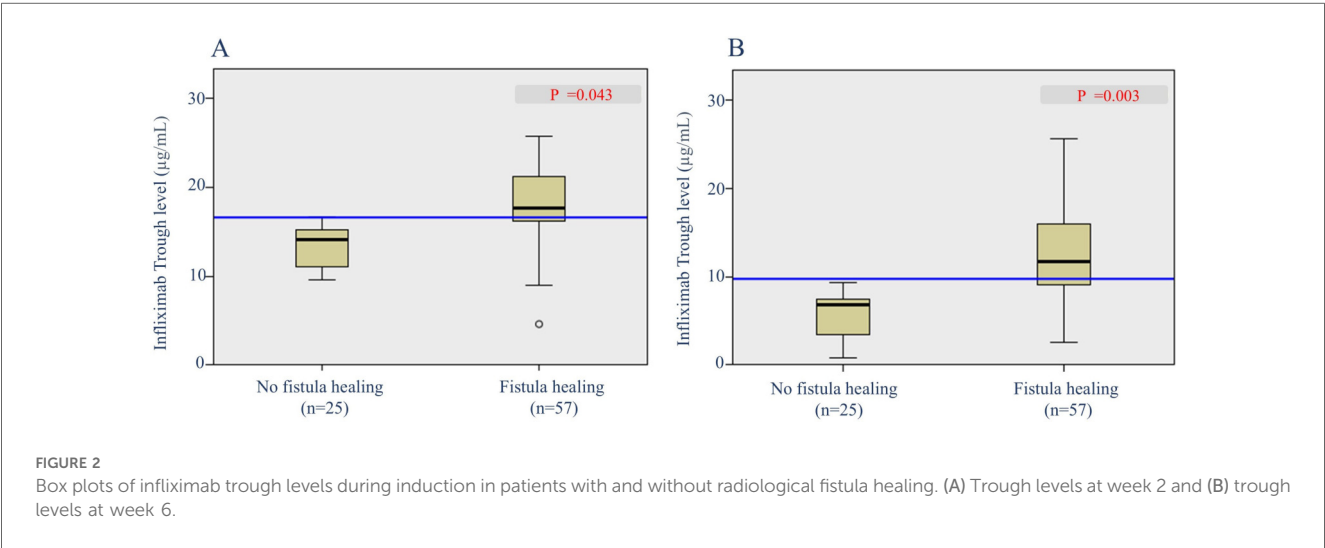 A
Infliximab Trough level (µg/mL)
30
20
10
0
P =0.043
No fistula healing
(n=25)
Fistula healing
(n=57)
B
Infliximab Trough level (µg/mL)
30
20
10
0
P =0.003
No fistula healing
(n=25)
Fistula healing
(n=57)
FIGURE 2
Box plots of infliximab trough levels during induction in patients with and without radiological fistula healing. (A) Trough levels at week 2 and (B) trough
levels at week 6.